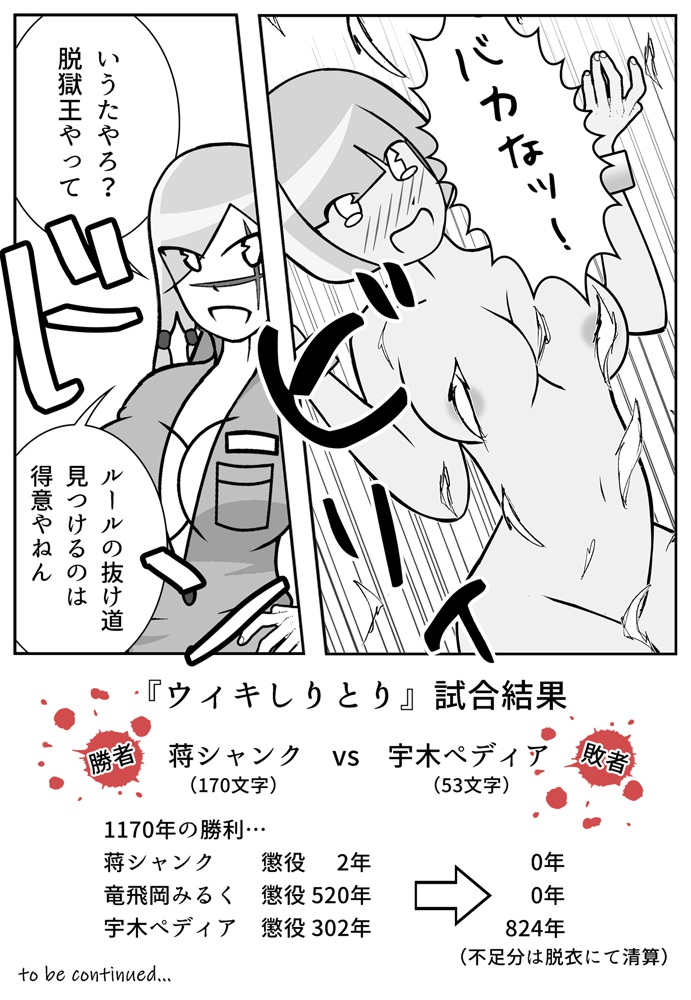 バカなッ！
ビリィ
いうたやろ？
脱獄王やって
ドンッ
ルールの抜け道
見つけるのは
得意やねん
『ウィキしりとり』試合結果
勝者 蒋シャンク vs 宇木ペディア 敗者
（170文字） （53文字）
1170年の勝利…
蒋シャンク 懲役 2年 0年
竜飛岡みるく 懲役 520年 0年
宇木ペディア 懲役 302年 824年
（不足分は脱衣にて清算）
to be continued...